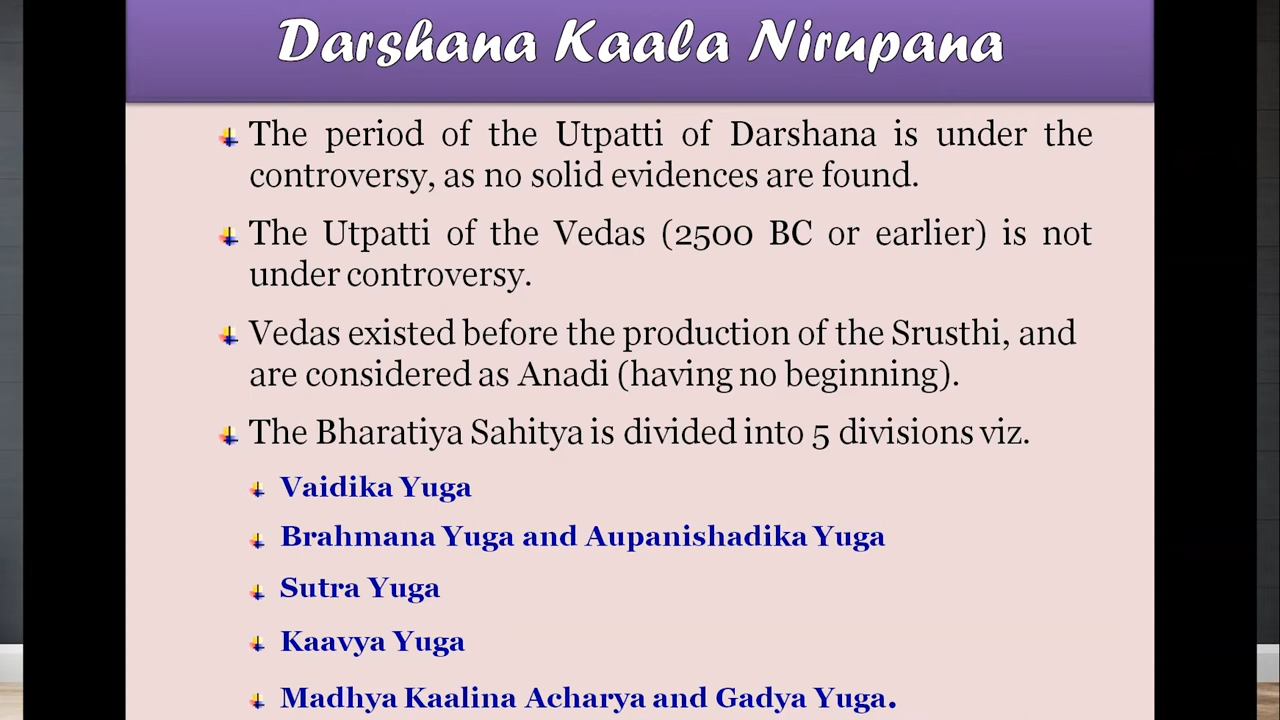 Darshana Kaala Nirupana
The period of the Utpatti of Darshana is under the
controversy, as no solid evidences are found.
The Utpatti of the Vedas (2500 BC or earlier) is not
under controversy.
Vedas existed before the production of the Srusthi, and
are considered as Anadi (having no beginning).
The Bharatiya Sahitya is divided into 5 divisions viz.
Vaidika Yuga
Brahmana Yuga and Aupanishadika Yuga
Sutra Yuga
Kaavya Yuga
Madhya Kaalina Acharya and Gadya Yuga.